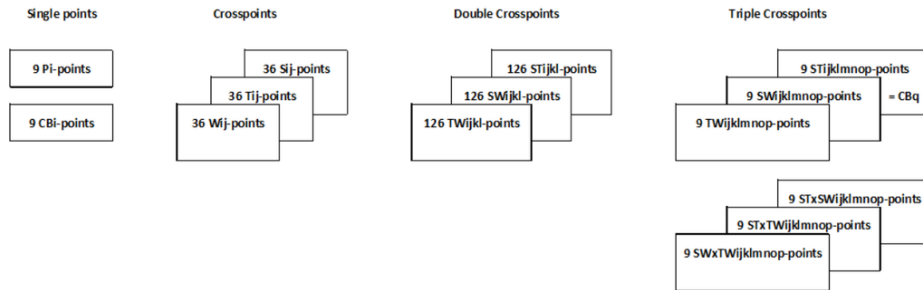 Single points
Crosspoints
Double Crosspoints
Triple Crosspoints
9 Pi-points
9 CBi-points
36 Sij-points
36 Tij-points
36 Wij-points
126 STijkl-points
126 SWijkl-points
126 TWijkl-points
9 STijklmnop-points
9 SWijklmnop-points
= CBq
9 TWijklmnop-points
9 STxSWijklmnop-points
9 STxTWijklmnop-points
9 SWxTWijklmnop-points